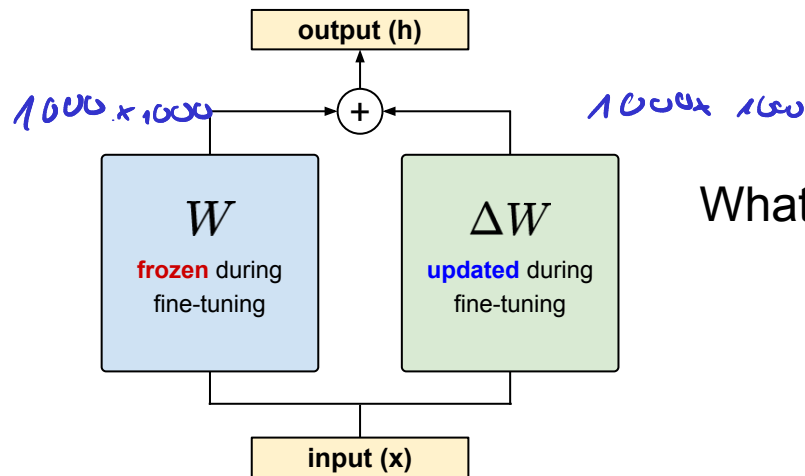 output (h)
1000 x 1000
+
1000x 1000
W
frozen during
fine-tuning
ΔW
updated during
fine-tuning
What
input (x)